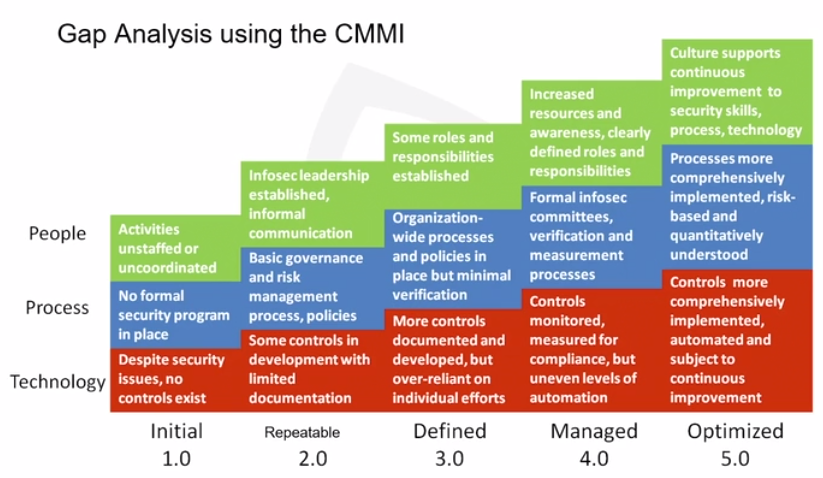 Gap Analysis using the CMMI
People
Process
Technology
Activities
unstaffed or
uncoordinated
No formal
security program
in place
Despite security
issues, no
controls exist
Initial
1.0
Infosec leadership
established,
informal
communication
Basic governance
and risk
management
process, policies
Some controls in
development with
limited
documentation
Repeatable
2.0
Some roles and
responsibilities
established
Organization-
wide processes
and policies in
place but minimal
verification
More controls
documented and
developed, but
over-reliant on
individual efforts
Defined
3.0
Increased
resources and
awareness, clearly
defined roles and
responsibilities
Formal infosec
committees,
verification and
measurement
processes
Controls
monitored,
measured for
compliance, but
uneven levels of
automation
Managed
4.0
Culture supports
continuous
improvement to
security skills,
process, technology
Processes more
comprehensively
implemented, risk-
based and
quantitatively
understood
Controls more
comprehensively
implemented,
automated and
subject to
continuous
improvement
Optimized
5.0